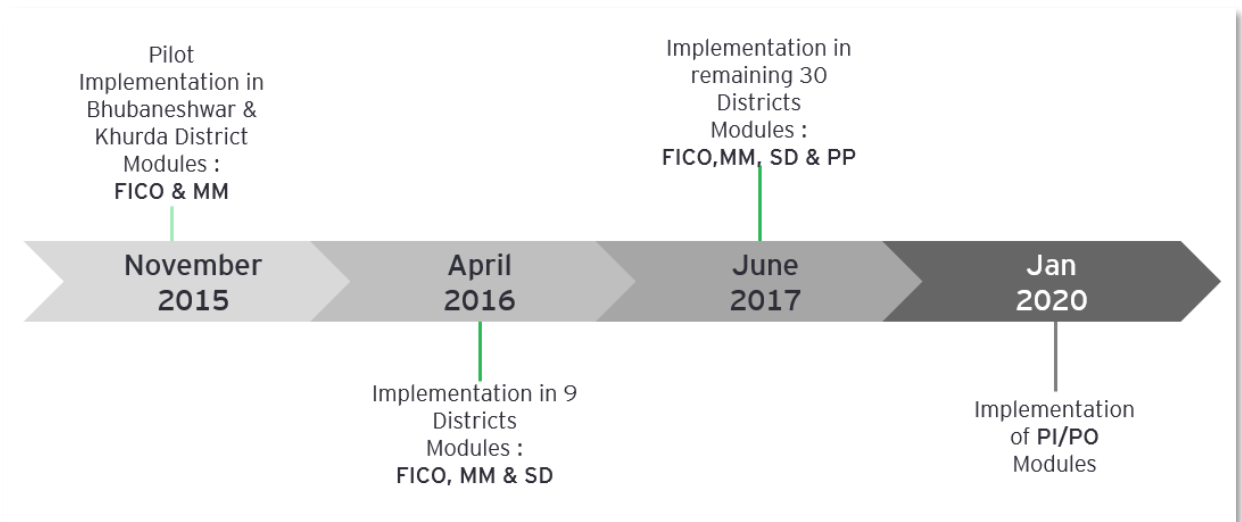 Pilot
Implementation in
Bhubaneshwar &
Khurda District
Modules :
FICO & MM
Implementation in
remaining 30
Districts
Modules :
FICO,MM, SD & PP
November
2015
April
2016
June
2017
Jan
2020
Implementation in 9
Districts
Modules :
FICO, MM & SD
Implementation
of PI/PO
Modules